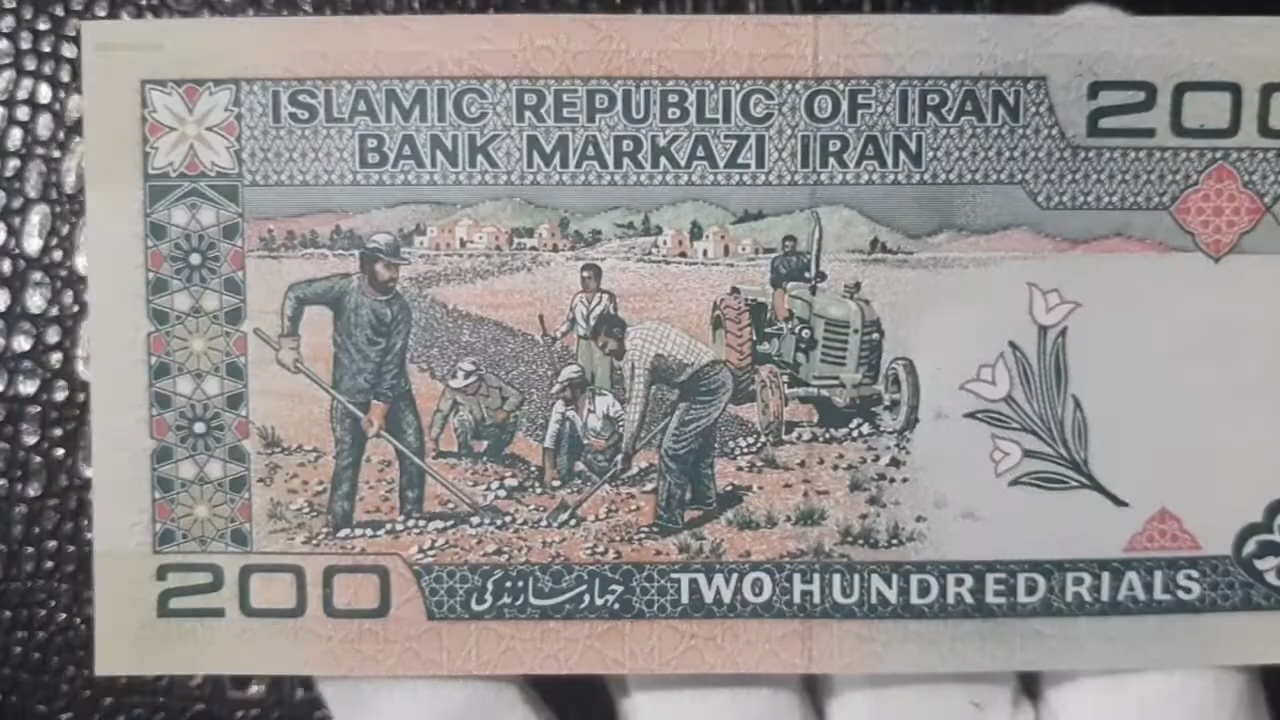 ISLAMIC REPUBLIC OF IRAN
200
BANK MARKAZI IRAN
200
جهاد سازندگی
TWO HUNDRED RIALS